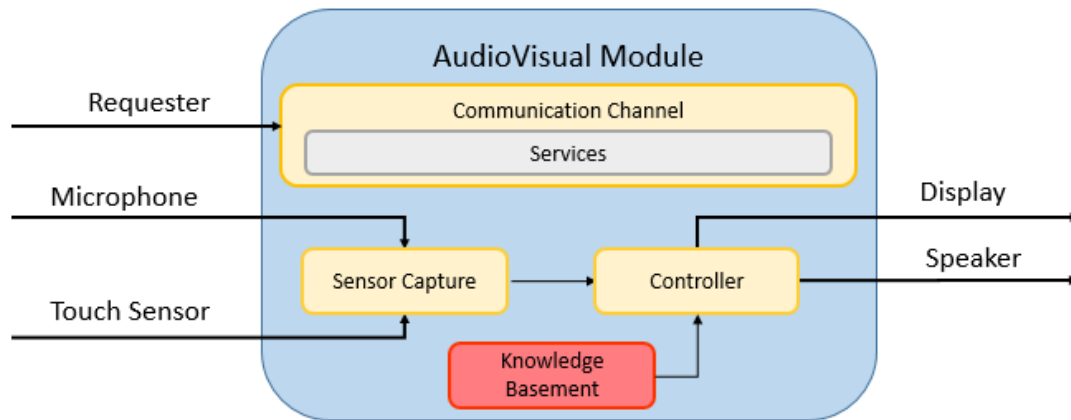 AudioVisual Module
Requester
Communication Channel
Services
Microphone
Display
Sensor Capture
Controller
Speaker
Touch Sensor
Knowledge
Basement